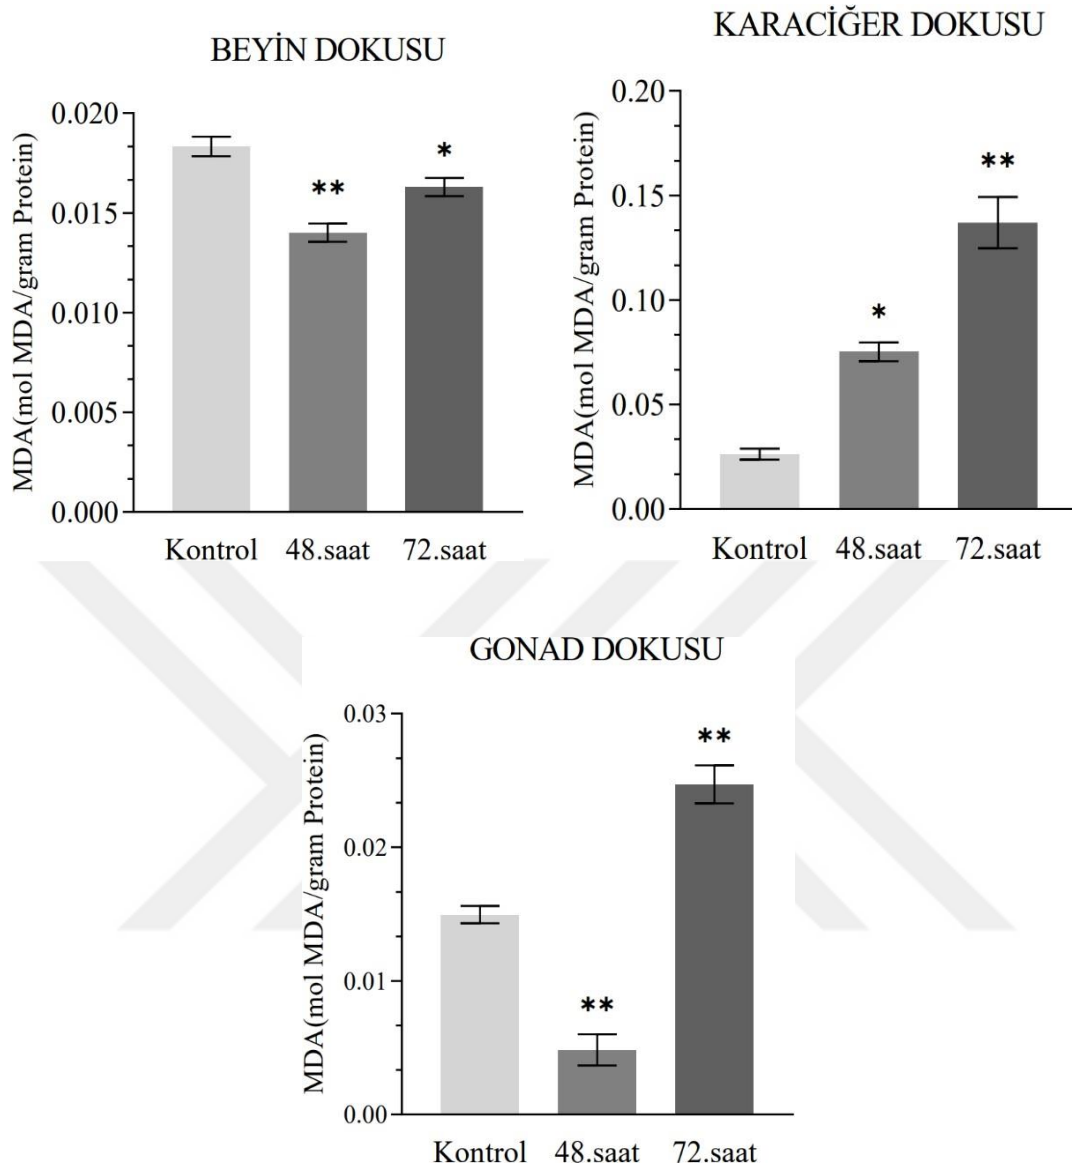 BEYİN DOKUSU
MDA(mol MDA/gram Protein)
0.020
0.015
0.010
0.005
0.000
**
*
Kontrol 48.saat 72.saat
KARACİĞER DOKUSU
MDA(mol MDA/gram Protein)
0.20
0.15
0.10
0.05
0.00
*
**
Kontrol 48.saat 72.saat
GONAD DOKUSU
MDA(mol MDA/gram Protein)
0.03
0.02
0.01
0.00
**
**
Kontrol 48.saat 72.saat